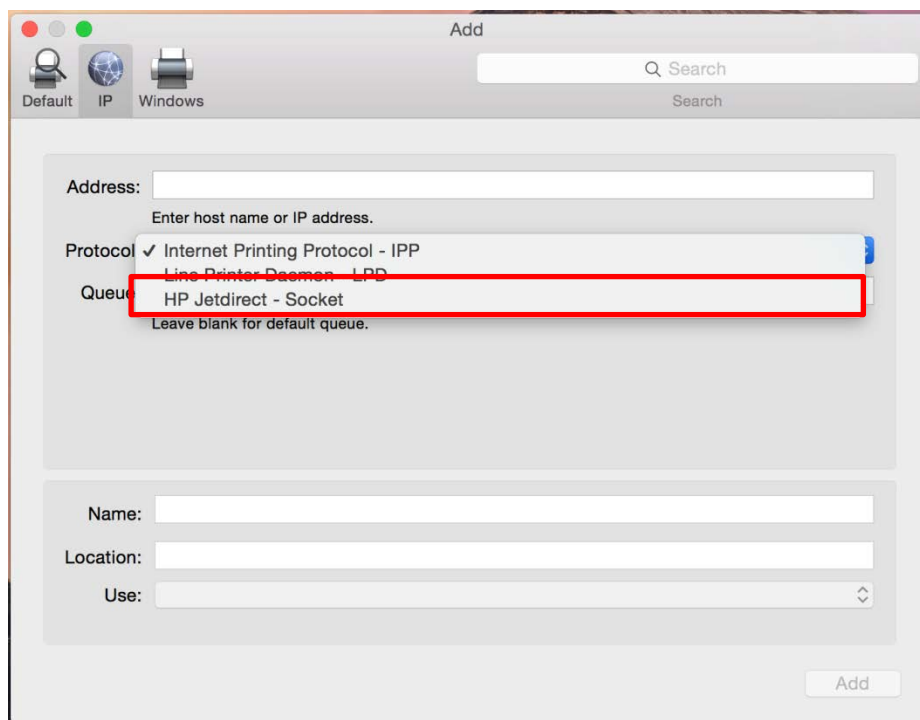 Add
Search
Default IP Windows
Search
Address:
Enter host name or IP address.
Protocol ✓ Internet Printing Protocol - IPP
Line Printer Daemon - LPD
Queue
HP Jetdirect - Socket
Leave blank for default queue.
Name:
Location:
Use:
Add